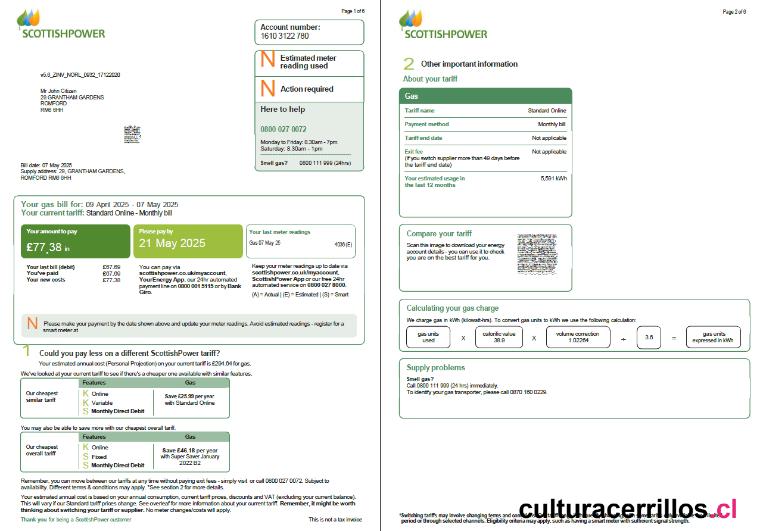 Page 1 of 6
SCOTTISHPOWER
Account number:
1610 3122 780
N Estimated meter
reading used
N Action required
v5.6_ZINV_NORL_0932_17122020
Mr John Citizen
29 GRANTHAM GARDENS
ROMFORD
RM6 6HH
Here to help
0800 027 0072
Monday to Friday: 8.30am - 7pm
Saturday: 8.30am - 1pm
Smell gas? 0800 111 999 (24hrs)
Bill date: 07 May 2025
Supply address: 29, GRANTHAM GARDENS,
ROMFORD RM6 6HH
Your gas bill for: 09 April 2025 - 07 May 2025
Your current tariff: Standard Online - Monthly bill
Your amount to pay
£77.38 in
Please pay by
21 May 2025
Your last meter readings
Gas 07 May 25 4036 (E)
Your last bill (debit) £67.69
You've paid
Your new costs £77.38
You can pay via
scottishpower.co.uk/myaccount,
YourEnergy App, our 24hr automated
payment line on 0800 001 5115 or by Bank
Giro.
Keep your meter readings up to date via
scottishpower.co.uk/myaccount,
ScottishPower App or our free 24hr
automated service on 0800 027 8000.
(A) = Actual | (E) = Estimated | (S) = Smart
N Please make your payment by the date shown above and update your meter readings. Avoid estimated readings - register for a
smart meter at
1 Could you pay less on a different ScottishPower tariff?
Your estimated annual cost (Personal Projection) on your current tariff is £294.64 for gas.
We've looked at your current tariff to see if there's a cheaper one available with similar features.
Features Gas
Our cheapest
similar tariff
K Online
K Variable
S Monthly Direct Debit
Save £25.99 per year
with Standard Online
You may also be able to save more with our cheapest overall tariff.
Features Gas
Our cheapest
overall tariff
K Online
S Fixed
S Monthly Direct Debit
Save £46.18 per year
with Super Saver January
2022 B2
Remember, you can move between our tariffs at any time without paying exit fees - simply visit or call 0800 027 0072. Subject to
availability. Different terms & conditions may apply. *See section 2 for more details.
Your estimated annual cost is based on your annual consumption, current tariff prices, discounts and VAT (excluding your current balance).
This will vary if our Standard tariff prices change. See overleaf for more information about your current tariff. Remember, it might be worth
thinking about switching your tariff or supplier. No meter changes/costs will apply.
Thank you for being a ScottishPower customer
This is not a tax invoice
Page 2 of 6
SCOTTISHPOWER
2 Other important information
About your tariff
Gas
Tariff name Standard Online
Payment method Monthly bill
Tariff end date Not applicable
Exit fee Not applicable
(if you switch supplier more than 49 days before
the tariff end date)
Your estimated usage in 5,591 kWh
the last 12 months
Compare your tariff
Scan this image to download your energy
account details - you can use it to check
you are on the best tariff for you.
Calculating your gas charge
We charge gas in kWh (kilowatt-hours). To convert gas units to kWh we use the following calculation:
gas units
used
X
calorific value
38.9
X
volume correction
1.02264
÷
3.6
=
gas units
expressed in kWh
Supply problems
Smell gas?
Call 0800 111 999 (24 hrs) immediately.
To identify your gas transporter, please call 0870 160 0229.
culturacerrillos.cl
*Switching tariffs may involve changing terms and
period or through selected channels. Eligibility criteria may apply, such as having a smart meter with sufficient signal strength.